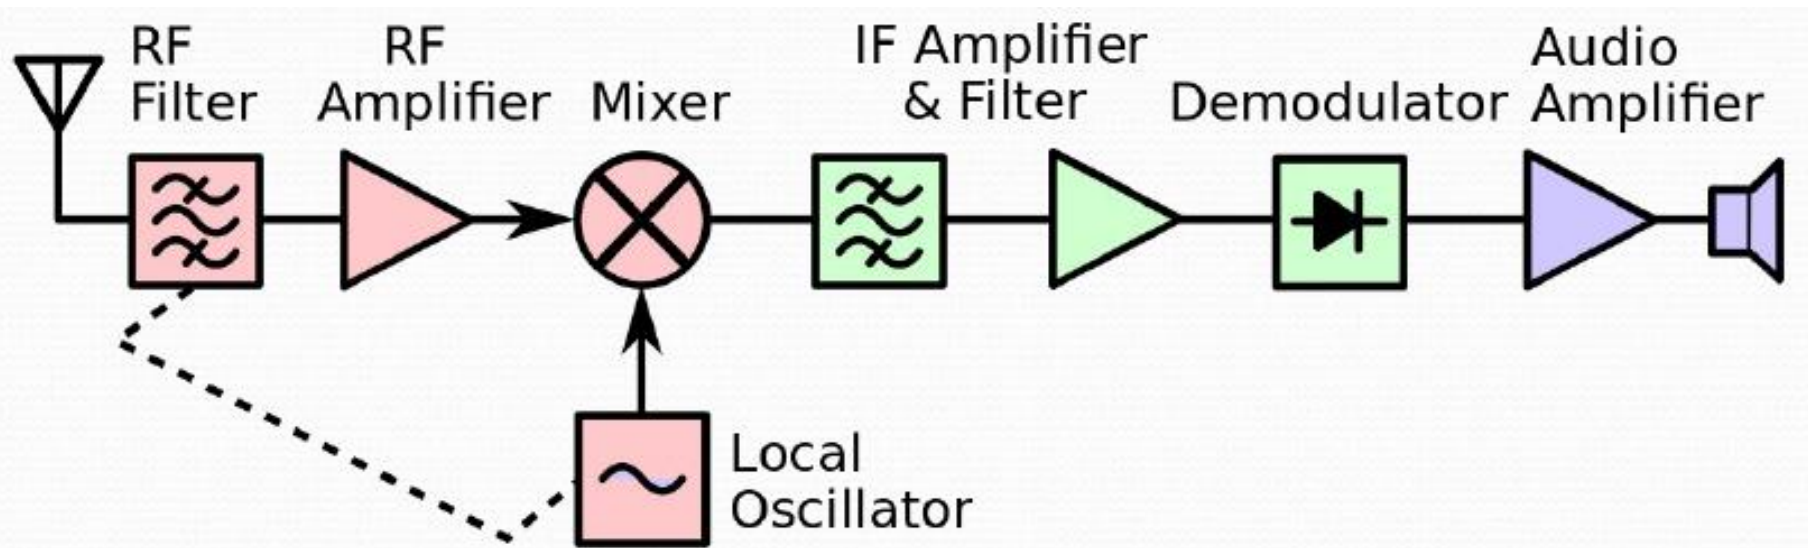 RF
Filter
RF
Amplifier
Mixer
IF Amplifier
& Filter
Demodulator
Audio
Amplifier
Local
Oscillator